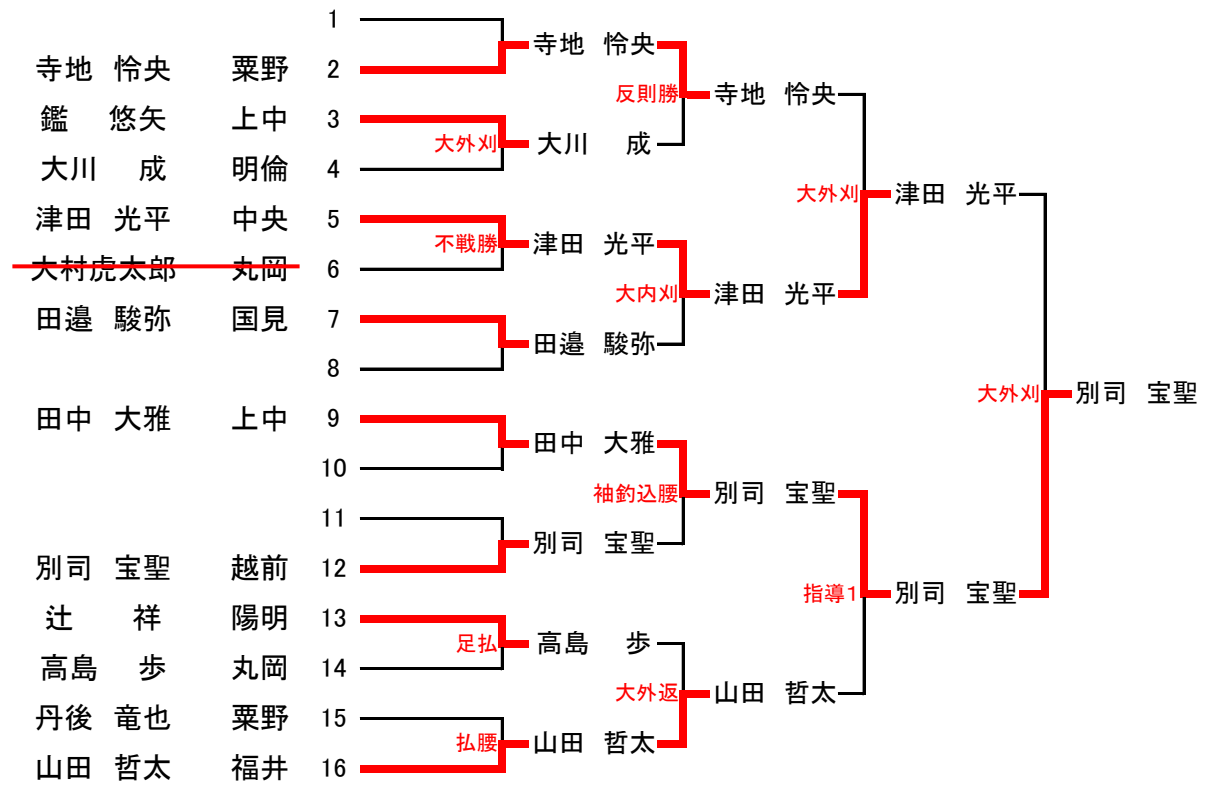 1
寺地 怜央
寺地 怜央 粟野 2
反則勝 寺地 怜央
鑑 悠矢 上中 3
大外刈 大川 成
大川 成 明倫 4
大外刈 津田 光平
津田 光平 中央 5
不戦勝 津田 光平
大村虎太郎 丸岡 6
大内刈 津田 光平
田邉 駿弥 国見 7
田邉 駿弥
8
大外刈 別司 宝聖
田中 大雅 上中 9
田中 大雅
10
袖釣込腰 別司 宝聖
11
別司 宝聖
別司 宝聖 越前 12
指導1 別司 宝聖
辻 祥 陽明 13
足払 高島 歩
高島 歩 丸岡 14
大外返 山田 哲太
丹後 竜也 粟野 15
払腰 山田 哲太
山田 哲太 福井 16